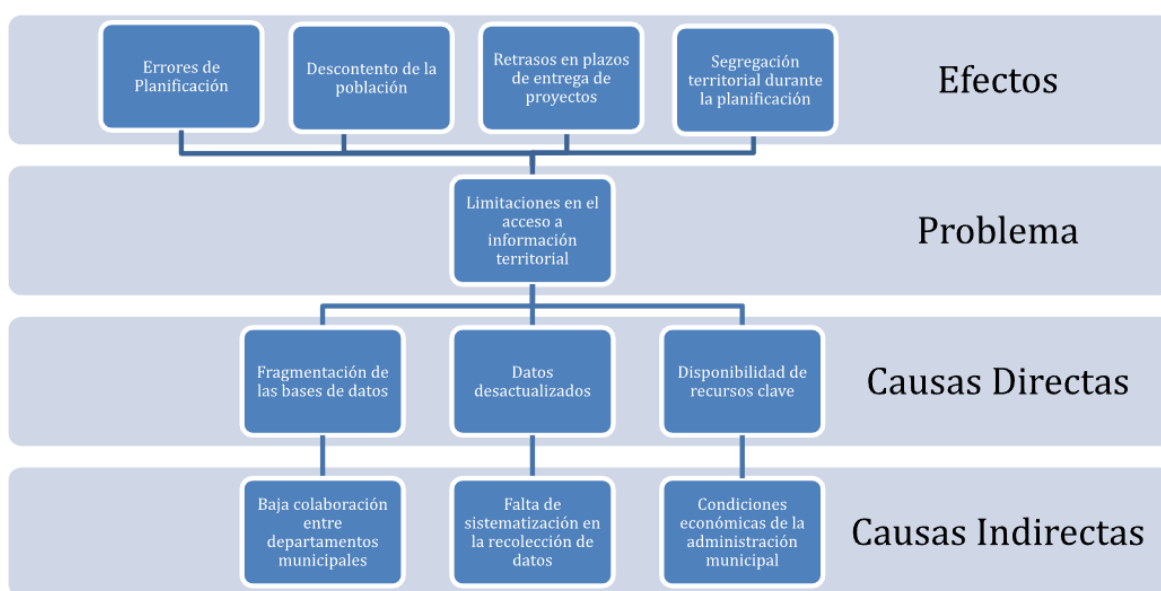 Errores de
Planificación
Descontento de la
población
Retrasos en plazos
de entrega de
proyectos
Segregación
territorial durante
la planificación
Efectos
Limitaciones en el
acceso a
información
territorial
Problema
Fragmentación de
las bases de datos
Datos
desactualizados
Disponibilidad de
recursos clave
Causas Directas
Baja colaboración
entre
departamentos
municipales
Falta de
sistematización en
la recolección de
datos
Condiciones
económicas de la
administración
municipal
Causas Indirectas